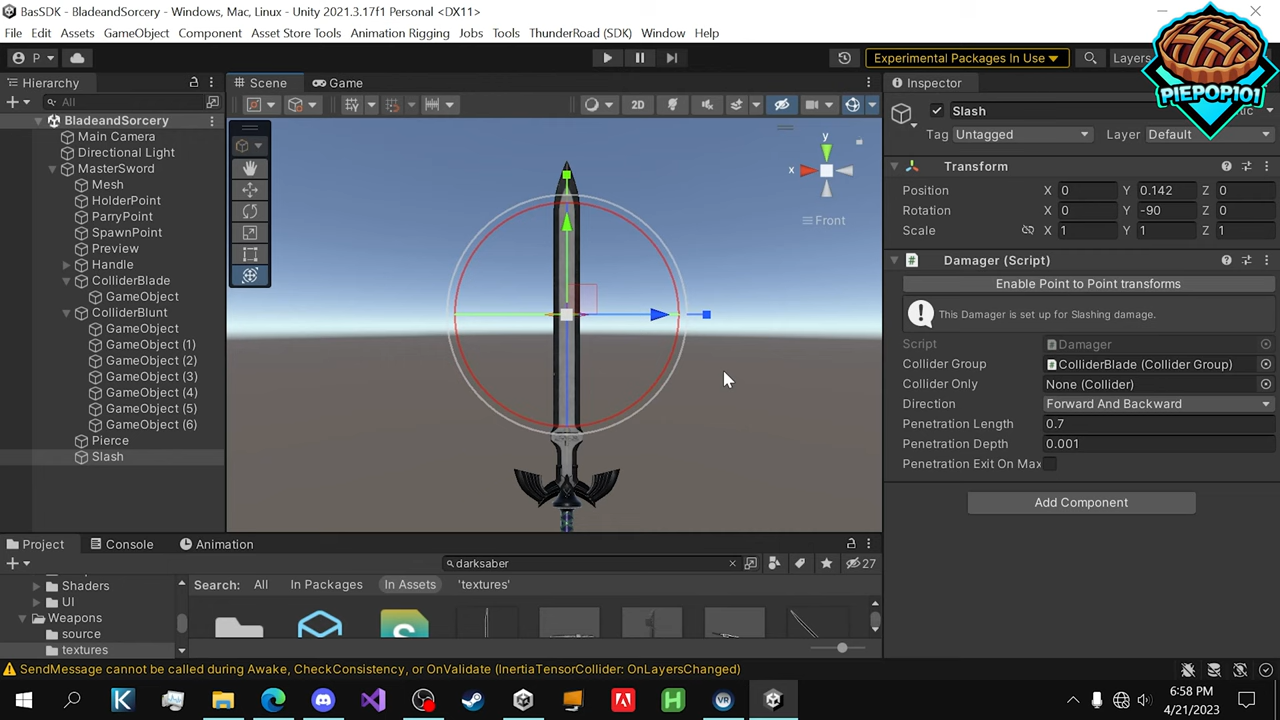 BasSDK - BladeandSorcery - Windows, Mac, Linux - Unity 2021.3.17f1 Personal <DX11>
PIEPOP101
File Edit Assets GameObject Component Asset Store Tools Animation Rigging Jobs Tools ThunderRoad (SDK) Window Help
P Experimental Packages In Use Layers
Hierarchy Scene Game Inspector
All 2D Slash
Tag Untagged Layer Default
BladeandSorcery
Main Camera
Directional Light
MasterSword
Mesh
HolderPoint
ParryPoint
SpawnPoint
Preview
Handle
ColliderBlade
GameObject
ColliderBlunt
GameObject
GameObject (1)
GameObject (2)
GameObject (3)
GameObject (4)
GameObject (5)
GameObject (6)
Pierce
Slash
y
x
Front
Transform
Position X 0 Y 0.142 Z 0
Rotation X 0 Y -90 Z 0
Scale X 1 Y 1 Z 1
Damager (Script)
Enable Point to Point transforms
This Damager is set up for Slashing damage.
Script Damager
Collider Group ColliderBlade (Collider Group)
Collider Only None (Collider)
Direction Forward And Backward
Penetration Length 0.7
Penetration Depth 0.001
Penetration Exit On Max
Add Component
Project Console Animation
darksaber 27
Search: All In Packages In Assets 'textures'
Shaders
UI
Weapons
source
textures
SendMessage cannot be called during Awake, CheckConsistency, or OnValidate (InertiaTensorCollider: OnLayersChanged)
6:58 PM
4/21/2023